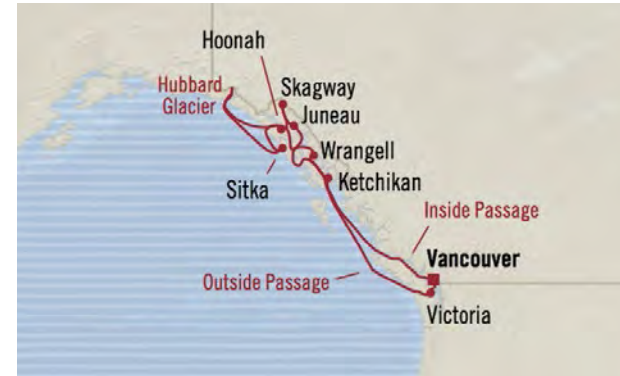 Hoonah
Hubbard
Glacier
Skagway
Juneau
Wrangell
Sitka
Ketchikan
Inside Passage
Vancouver
Outside Passage
Victoria